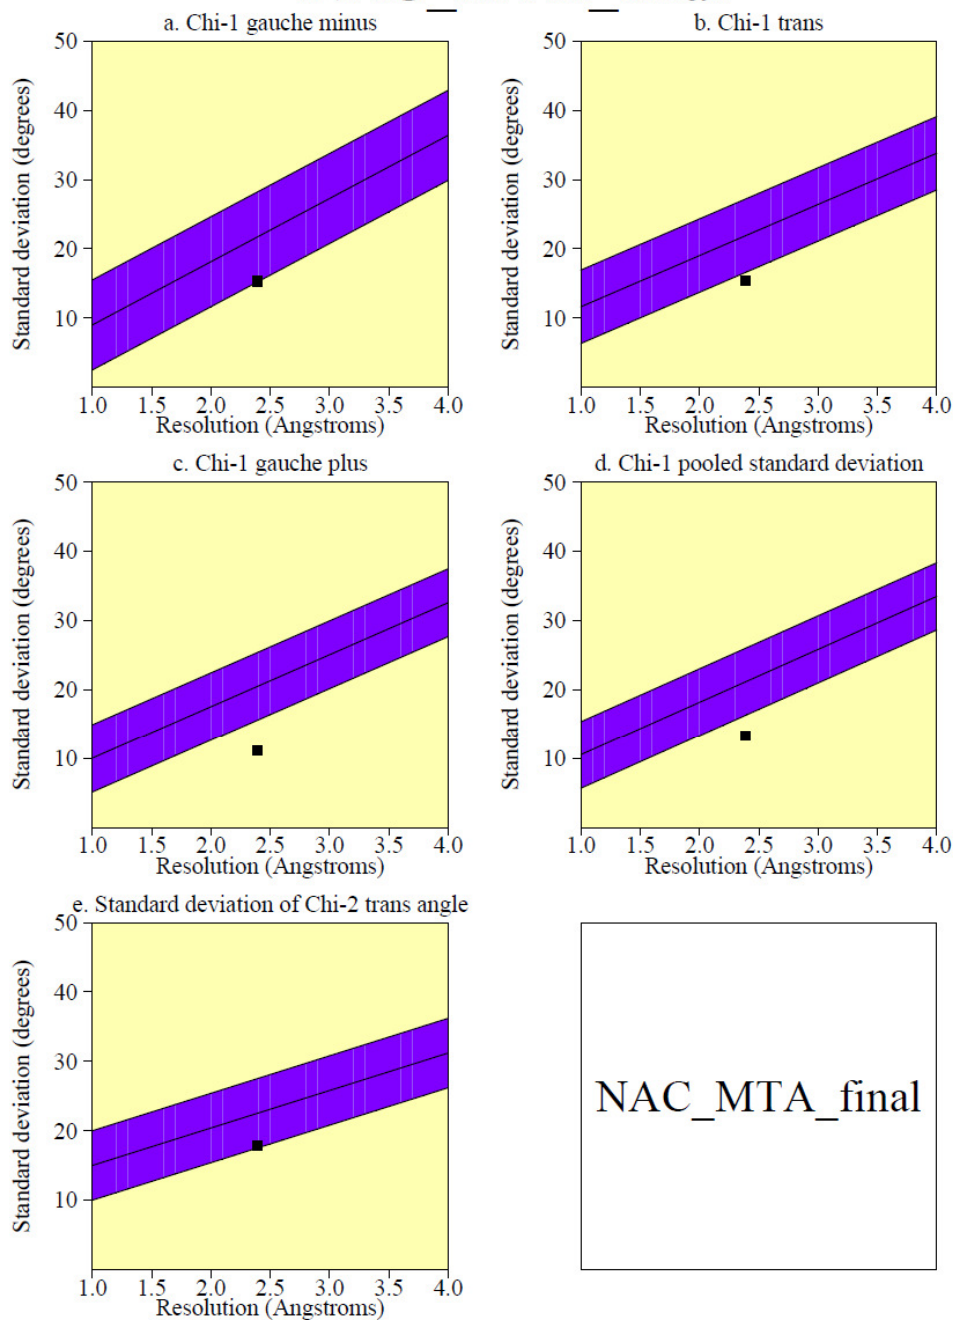 a. Chi-1 gauche minus
Standard deviation (degrees)
50
40
30
20
10
1.0 1.5 2.0 2.5 3.0 3.5 4.0
Resolution (Angstroms)
b. Chi-1 trans
Standard deviation (degrees)
50
40
30
20
10
1.0 1.5 2.0 2.5 3.0 3.5 4.0
Resolution (Angstroms)
c. Chi-1 gauche plus
Standard deviation (degrees)
50
40
30
20
10
1.0 1.5 2.0 2.5 3.0 3.5 4.0
Resolution (Angstroms)
d. Chi-1 pooled standard deviation
Standard deviation (degrees)
50
40
30
20
10
1.0 1.5 2.0 2.5 3.0 3.5 4.0
Resolution (Angstroms)
e. Standard deviation of Chi-2 trans angle
Standard deviation (degrees)
50
40
30
20
10
1.0 1.5 2.0 2.5 3.0 3.5 4.0
Resolution (Angstroms)
NAC_MTA_final